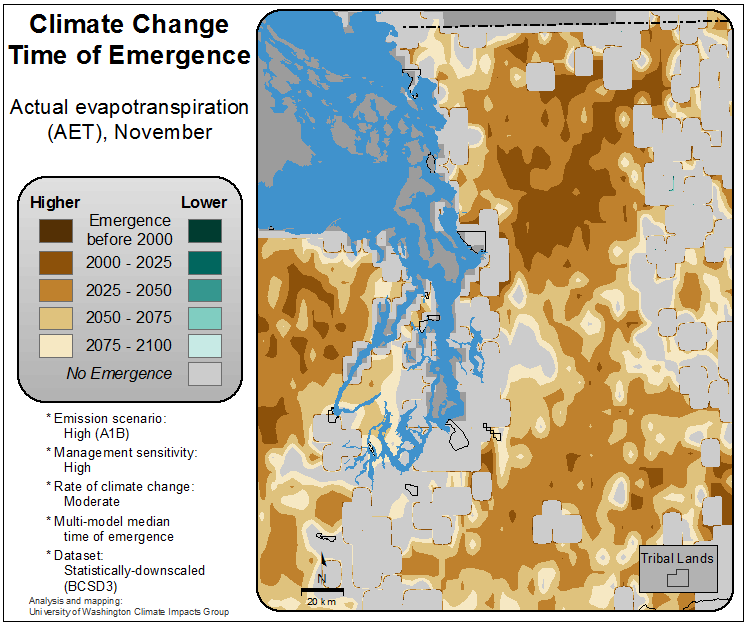 Climate Change
Time of Emergence
Actual evapotranspiration
(AET), November
Higher Lower
Emergence
before 2000
2000 - 2025
2025 - 2050
2050 - 2075
2075 - 2100
No Emergence
* Emission scenario:
High (A1B)
* Management sensitivity:
High
* Rate of climate change:
Moderate
* Multi-model median
time of emergence
* Dataset:
Statistically-downscaled
(BCSD3)
Analysis and mapping:
University of Washington Climate Impacts Group
N
20 km
Tribal Lands